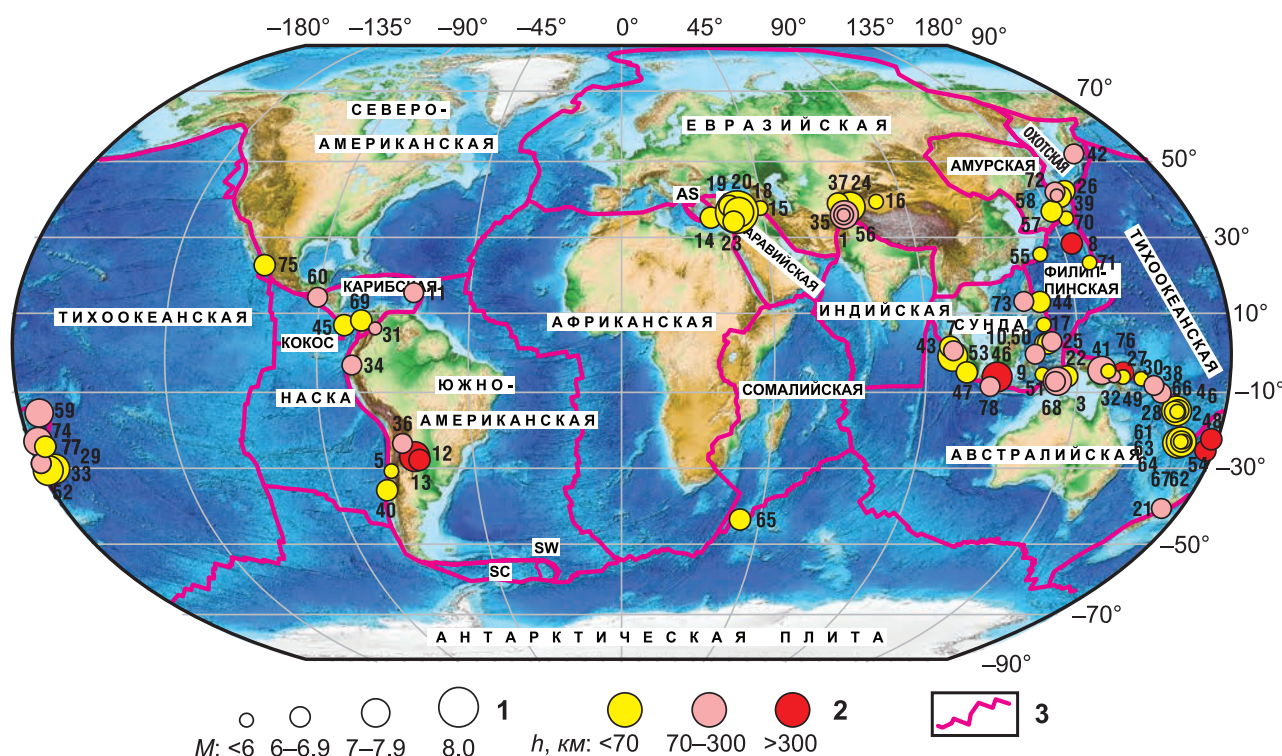 −180° −135° −90° −45° 0° 45° 90° 135° 180° 90°
70°
50°
30°
10°
−10°
−30°
−50°
−70°
−90°
СЕВЕРО-
АМЕРИКАНСКАЯ
ЕВРАЗИЙСКАЯ
ОХОТСКАЯ
АМУРСКАЯ
AS
АРАВИЙСКАЯ
ТИХООКЕАНСКАЯ
КАРИБСКАЯ
КОКОС
НАСКА
ЮЖНО-
АМЕРИКАНСКАЯ
АФРИКАНСКАЯ
СОМАЛИЙСКАЯ
ИНДИЙСКАЯ
СУНДА
ФИЛИП-
ПИНСКАЯ
ТИХООКЕАНСКАЯ
АВСТРАЛИЙСКАЯ
SW
SC
АНТАРКТИЧЕСКАЯ ПЛИТА
42
72 26
58 39
57 70
8
55 71
19 20 18
15
14 23
37 24
16
35 1 56
75
60 11
69
45 31
34
36
12
5 13
40
65
59
74
77 29
33
52
73 44
17
7 10,50 25
43 53 46
47 78
9 51 68
22 3
41 76
27 30
32 49 38
66 46
28 2
61 48
63
64 54
67 62
21
1
2
3
M: <6 6–6,9 7–7,9 8,0 h, км: <70 70–300 >300